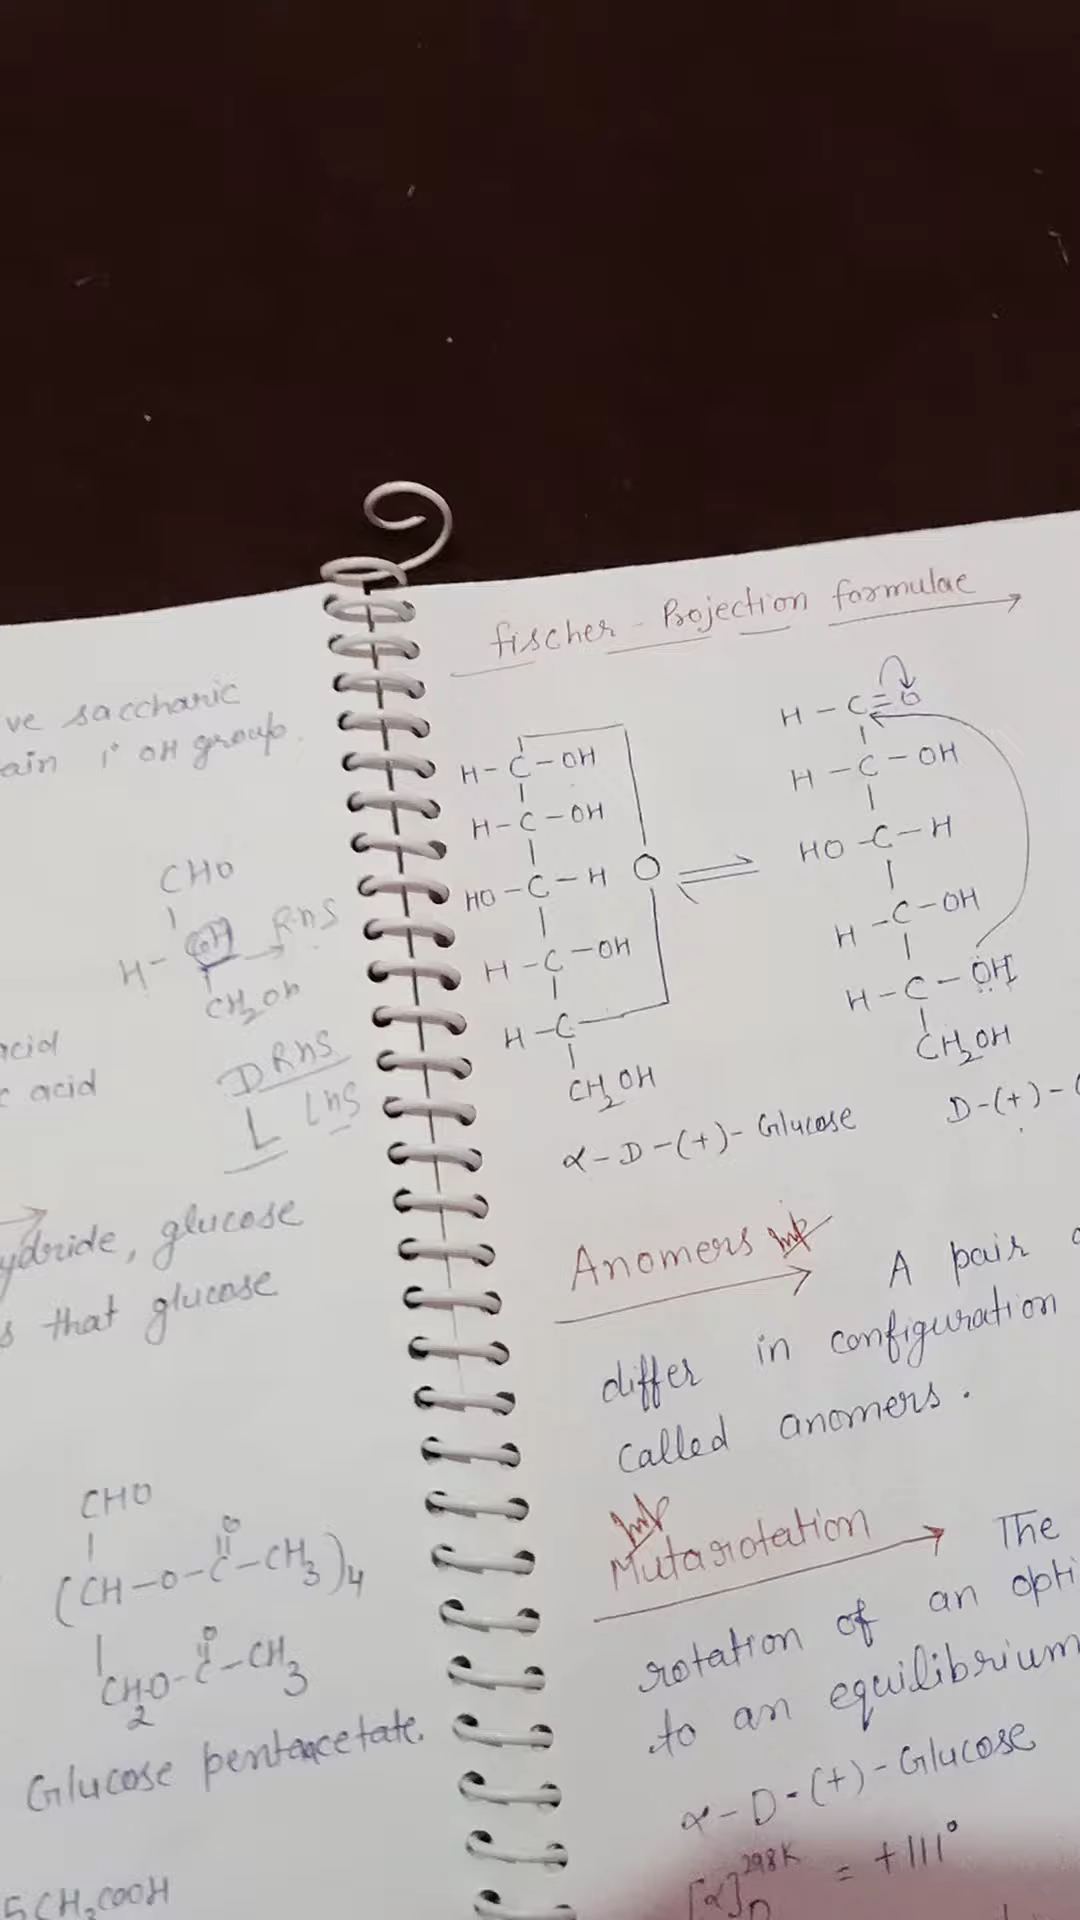 ve saccharic
ain 1° OH group.
CHO
H - C OH → RhS
CH2OH
acid
acid
D RhS
L LhS
ydride, glucose
s that glucose
CHO
(CH-O-C-CH3)4
O
CH2O-C-CH3
O
Glucose pentaacetate.
5CH3COOH
fischer - Projection formulae
H-C-OH
H-C-OH
HO-C-H
O
H-C-OH
H-C
CH2OH
α-D-(+)-Glucose
H-C=O
H-C-OH
HO-C-H
H-C-OH
H-C-OH
CH2OH
D-(+)-
Anomers Imp
A pair
differ in configuration
called anomers.
Imp
Mutarotation → The
rotation of an opti
to an equilibrium
α-D-(+)-Glucose
[α]D 298K = +111°